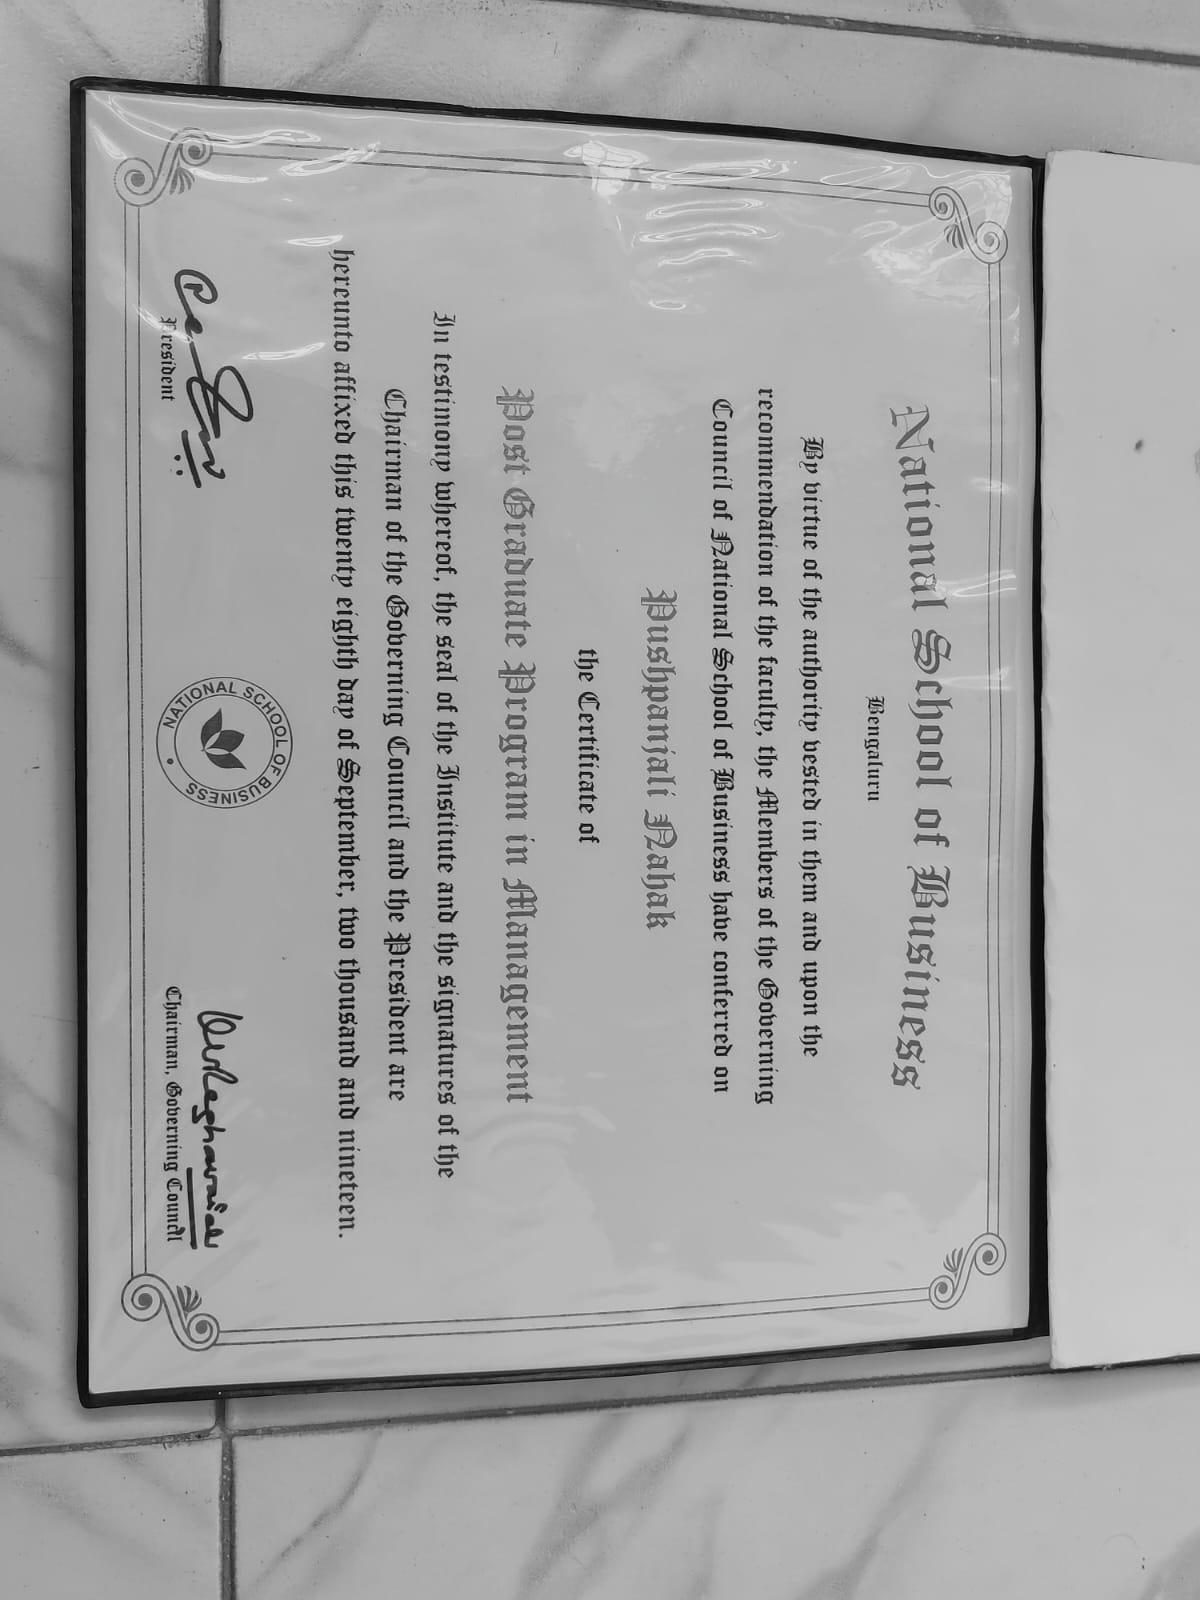 National School of Business
Bengaluru
By virtue of the authority vested in them and upon the
recommendation of the faculty, the Members of the Governing
Council of National School of Business have conferred on
Pushpanjali Nahak
the Certificate of
Post Graduate Program in Management
In testimony whereof, the seal of the Institute and the signatures of the
Chairman of the Governing Council and the President are
hereunto affixed this twenty eighth day of September, two thousand and nineteen.
President
NATIONAL SCHOOL OF BUSINESS
Chairman, Governing Council